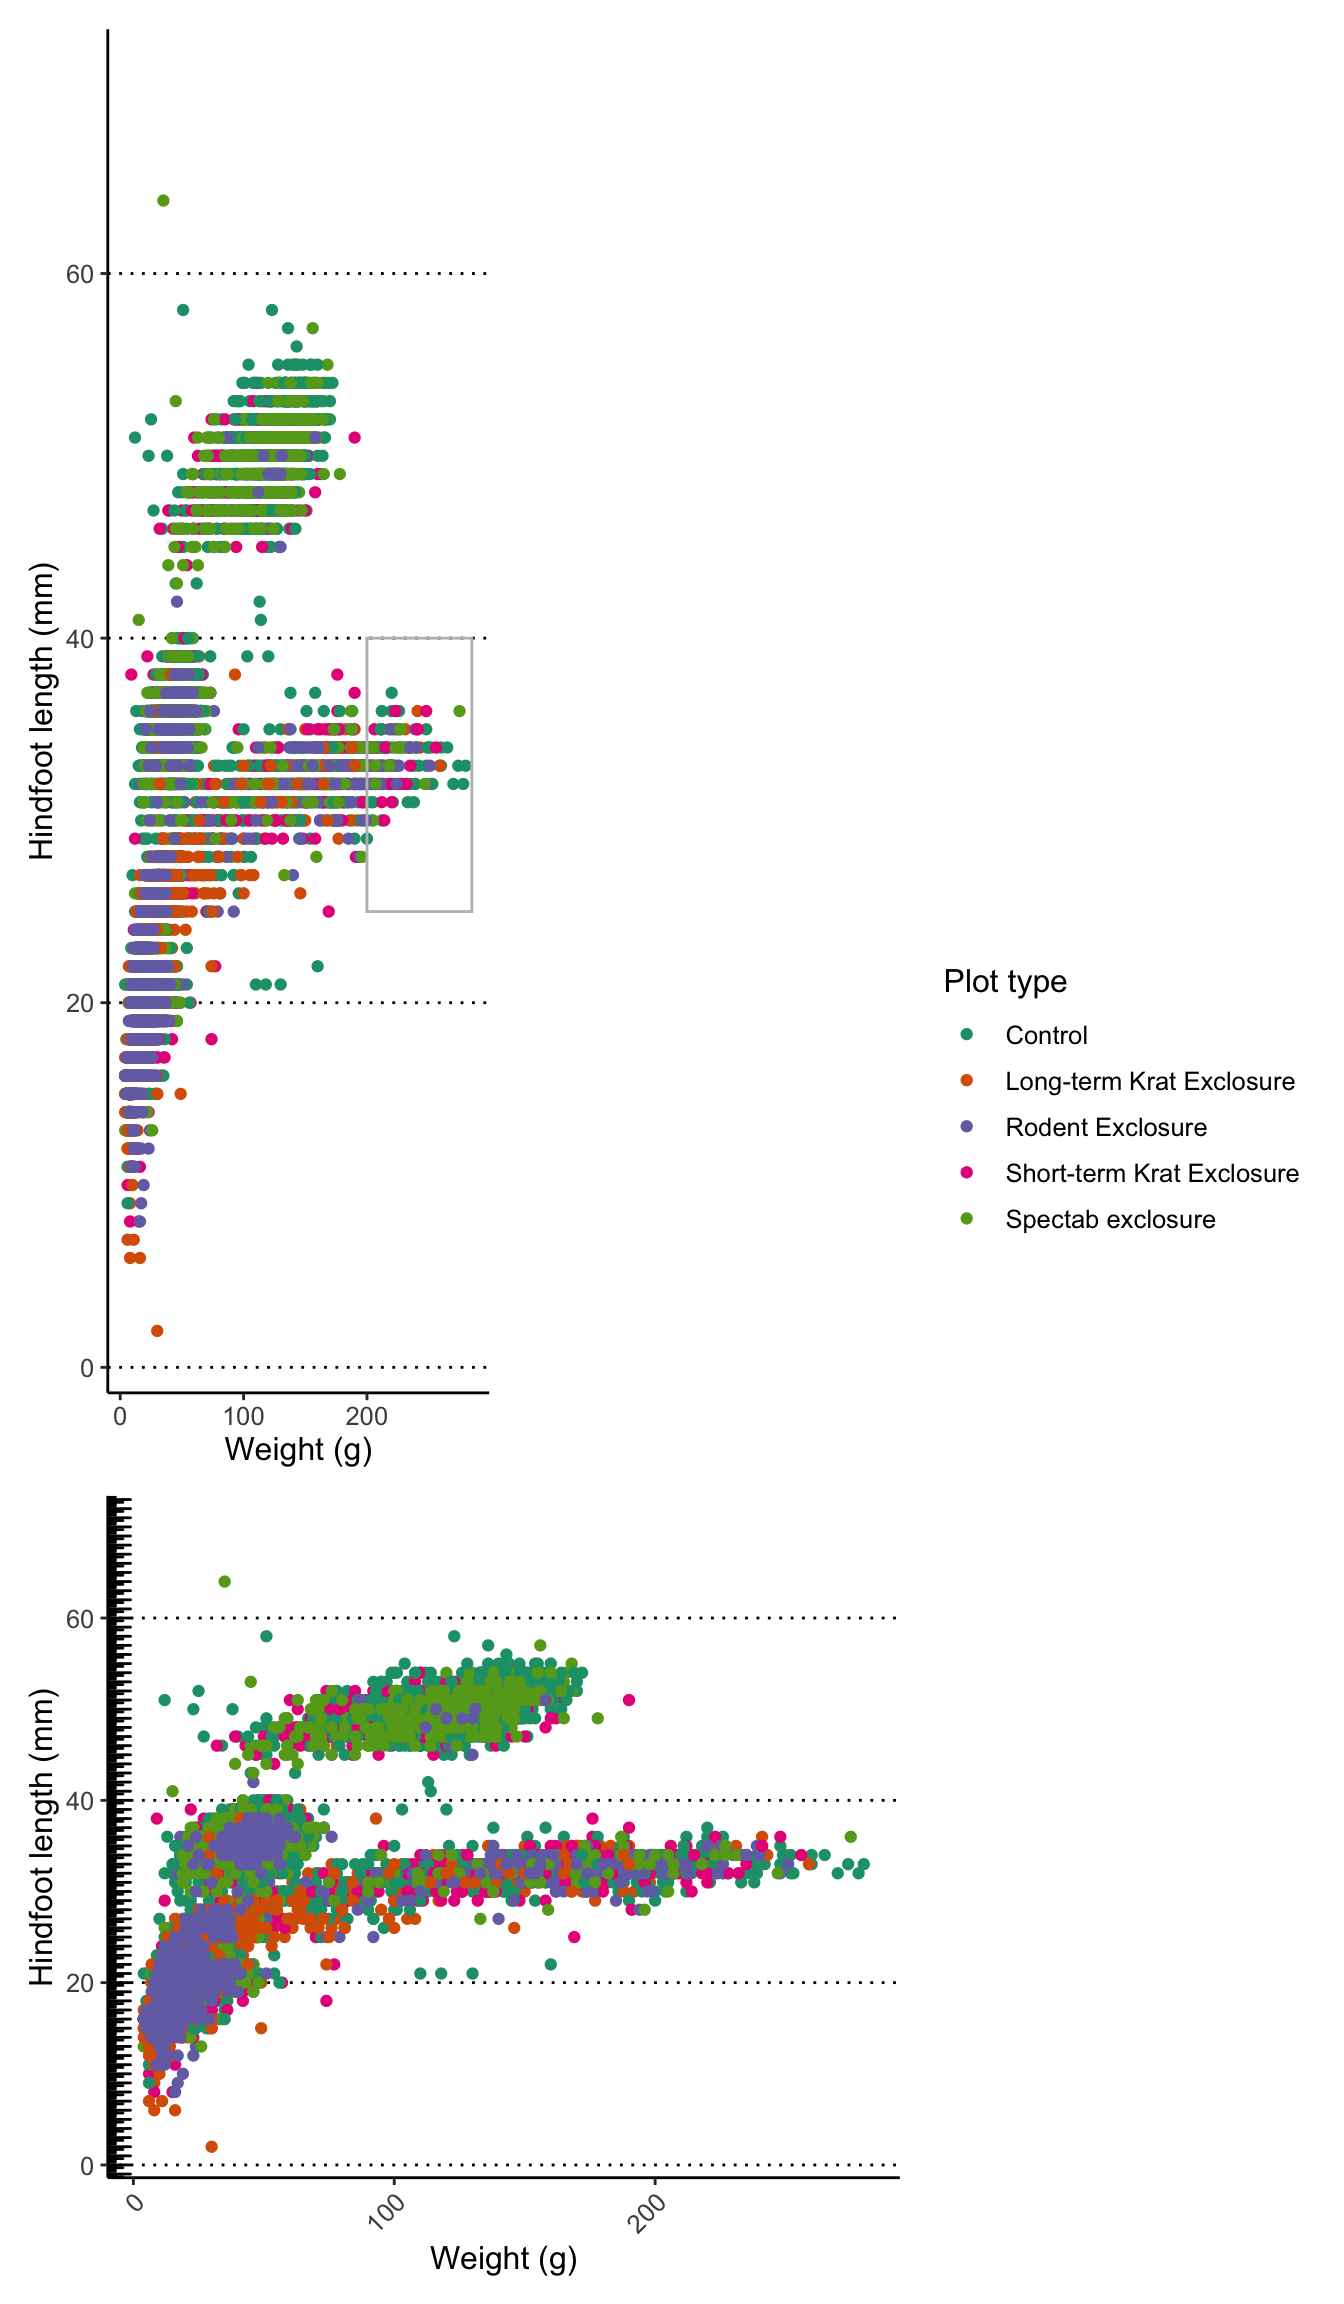 60
40
20
0
Hindfoot length (mm)
0 100 200
Weight (g)
Plot type
Control
Long-term Krat Exclosure
Rodent Exclosure
Short-term Krat Exclosure
Spectab exclosure
60
40
20
0
Hindfoot length (mm)
0 100 200
Weight (g)